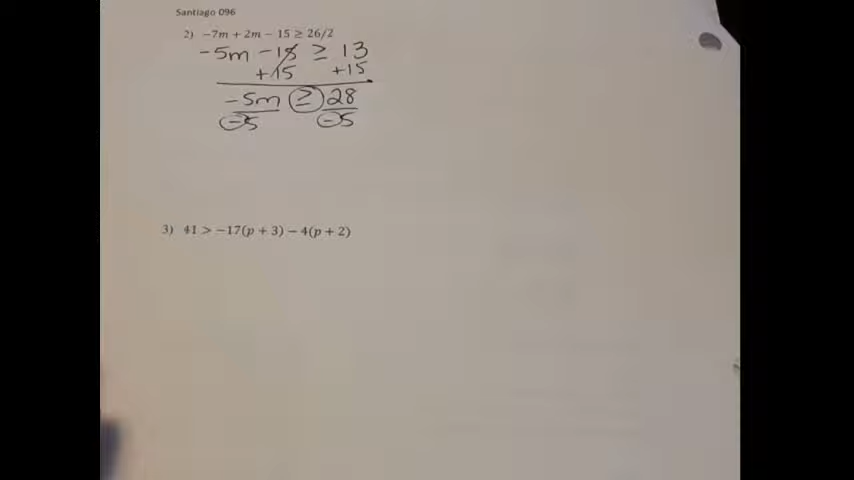 Santiago 096
2) −7m + 2m − 15 ≥ 26/2
-5m -15 ≥ 13
+15 +15
-5m ≥ 28
-5 -5
3) 41 > −17(p + 3) − 4(p + 2)